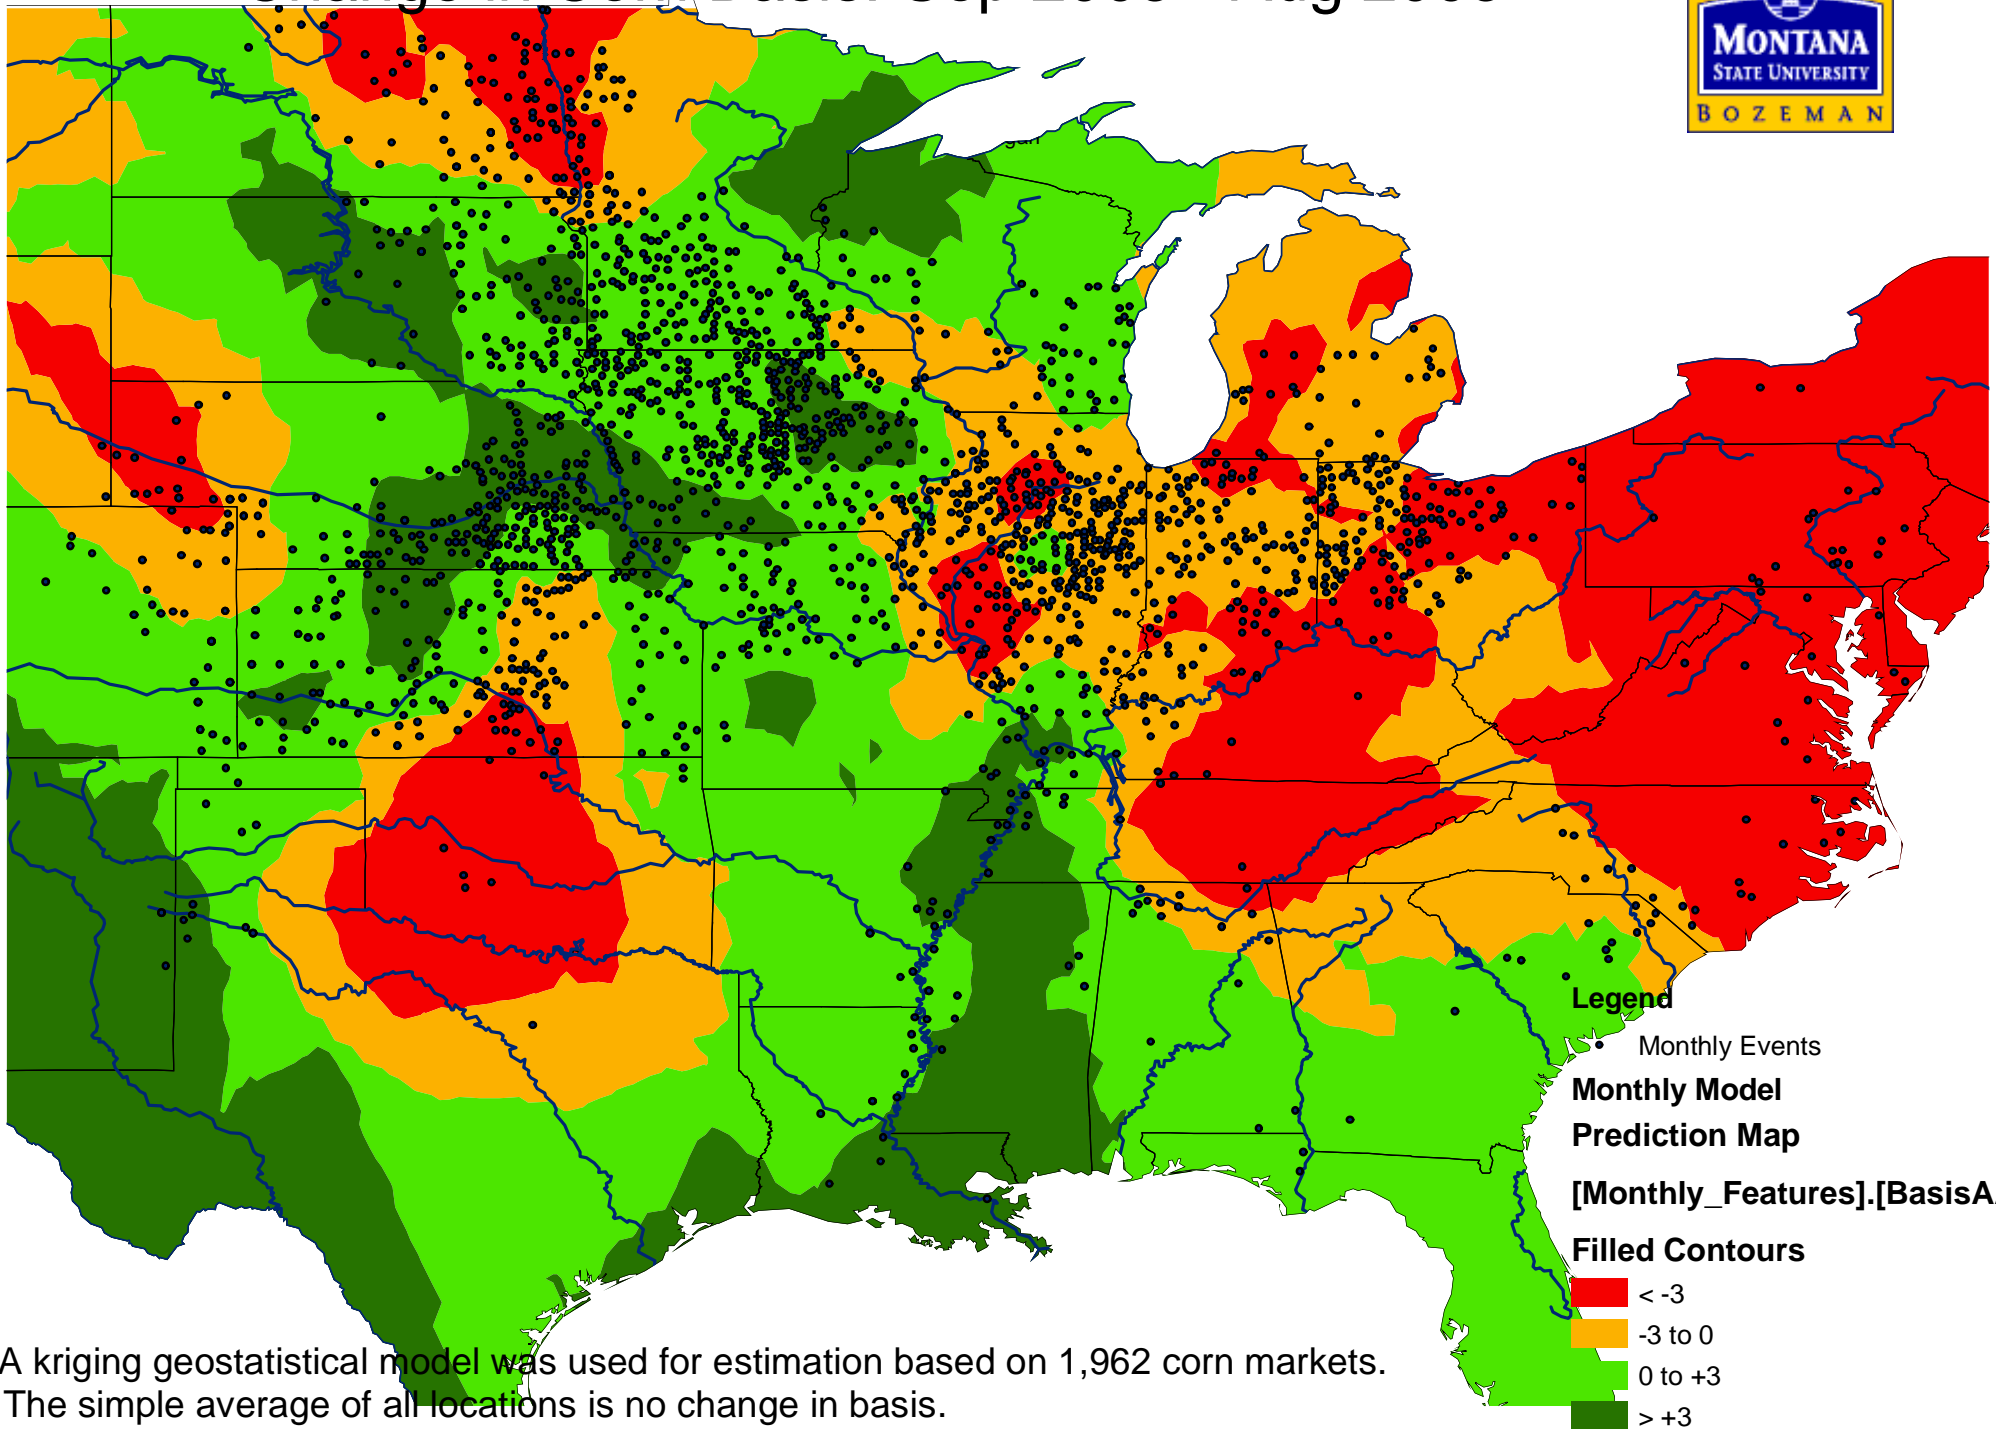 MONTANA
STATE UNIVERSITY
BOZEMAN
Legend
Monthly Events
Monthly Model
Prediction Map
[Monthly_Features].[BasisA
Filled Contours
< -3
-3 to 0
0 to +3
> +3
A kriging geostatistical model was used for estimation based on 1,962 corn markets.
The simple average of all locations is no change in basis.